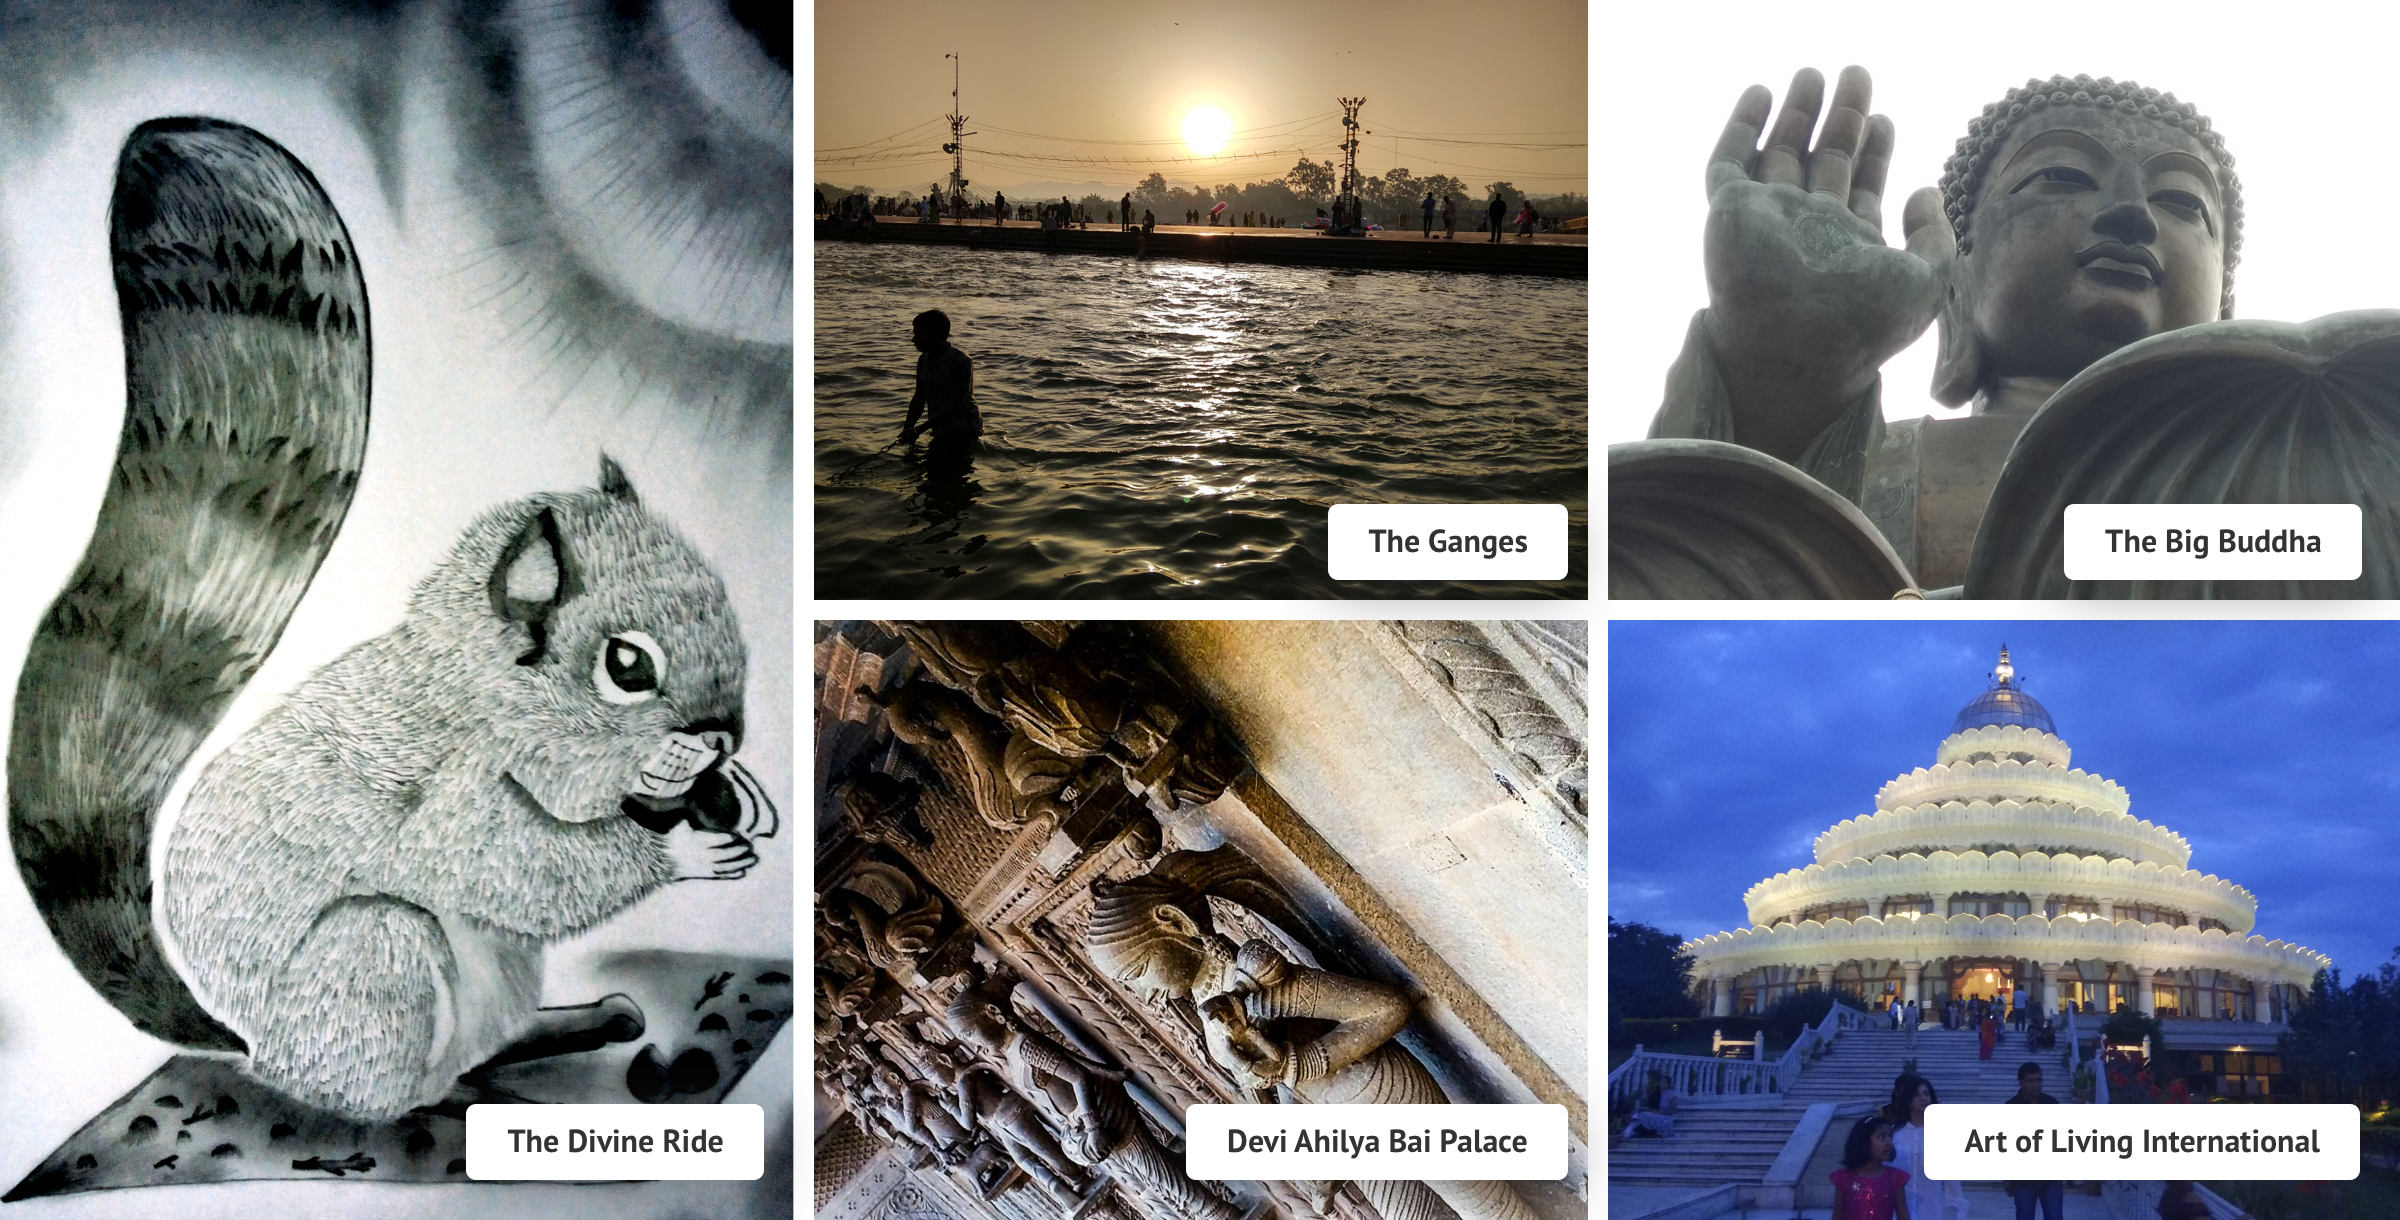 The Ganges
The Big Buddha
The Divine Ride
Devi Ahilya Bai Palace
Art of Living International